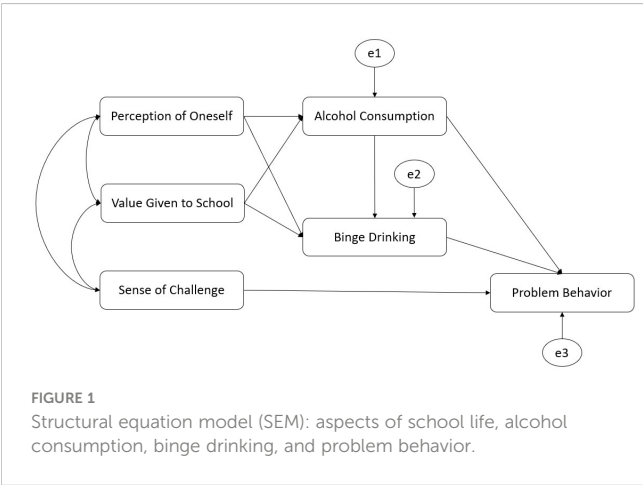 e1
Perception of Oneself
Alcohol Consumption
e2
Value Given to School
Binge Drinking
Sense of Challenge
Problem Behavior
e3
FIGURE 1
Structural equation model (SEM): aspects of school life, alcohol
consumption, binge drinking, and problem behavior.